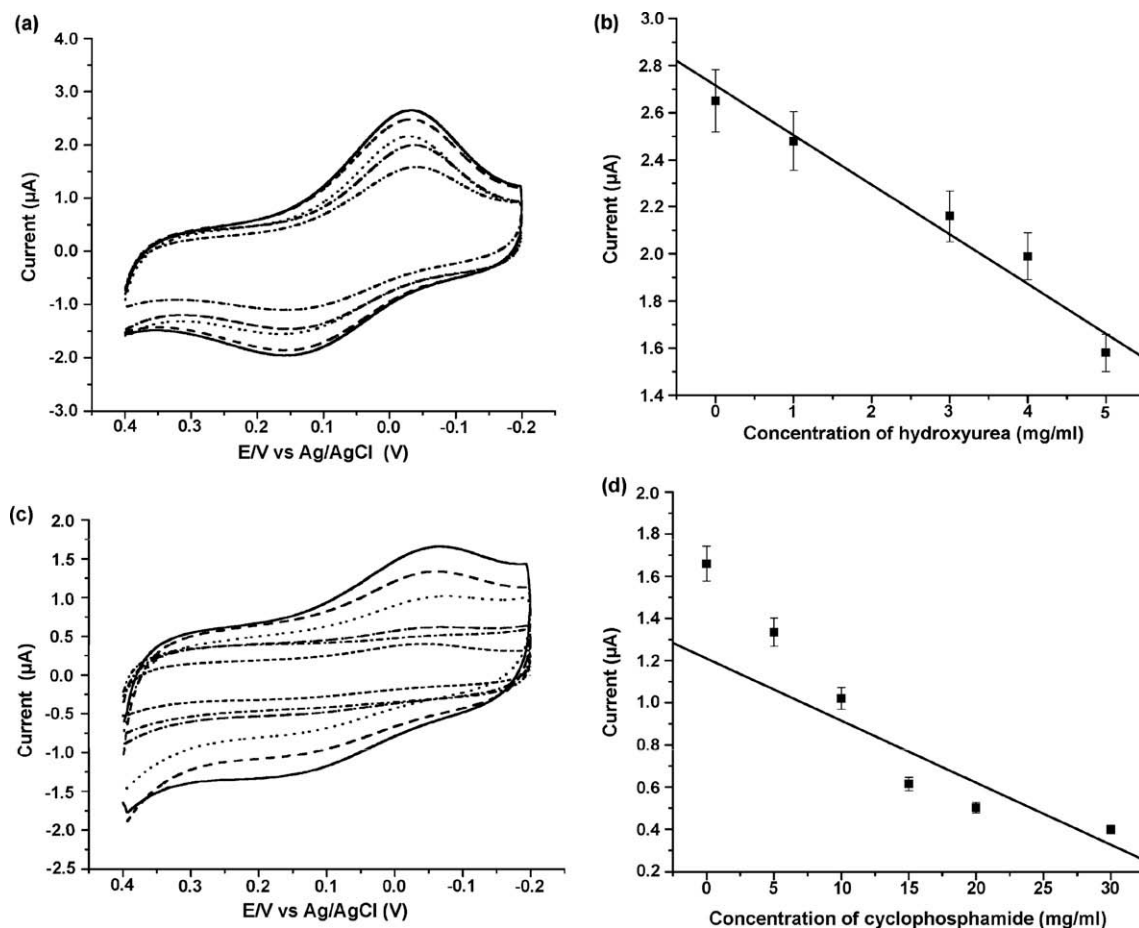 (a)
4.0
3.0
2.0
1.0
0.0
-1.0
-2.0
-3.0
Current (μA)
0.4 0.3 0.2 0.1 0.0 -0.1 -0.2
E/V vs Ag/AgCl (V)
(b)
3.0
2.8
2.6
2.4
2.2
2.0
1.8
1.6
1.4
Current (μA)
0 1 2 3 4 5
Concentration of hydroxyurea (mg/ml)
(c)
2.0
1.5
1.0
0.5
0.0
-0.5
-1.0
-1.5
-2.0
-2.5
Current (μA)
0.4 0.3 0.2 0.1 0.0 -0.1 -0.2
E/V vs Ag/AgCl (V)
(d)
2.0
1.8
1.6
1.4
1.2
1.0
0.8
0.6
0.4
0.2
Current (μA)
0 5 10 15 20 25 30
Concentration of cyclophosphamide (mg/ml)